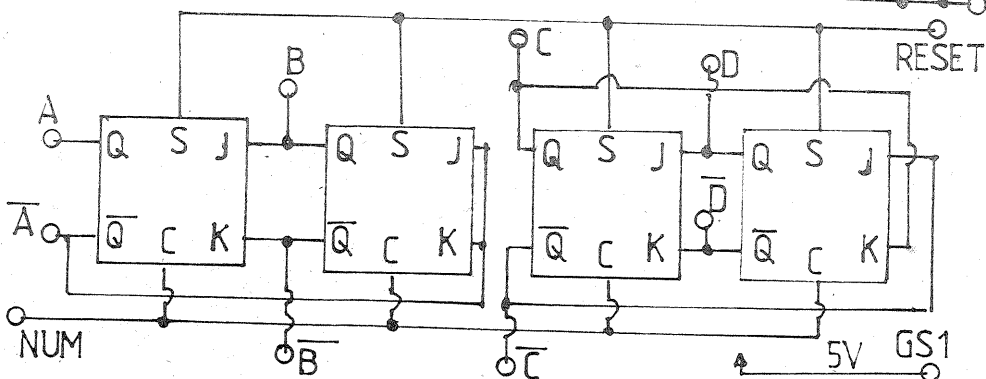 C
RESET
B
D
A
Q S J
Q S J
Q S J
Q S J
A̅
D̅
Q̅ C K
Q̅ C K
Q̅ C K
Q̅ C K
NUM
B̅
C̅
5V
GS1